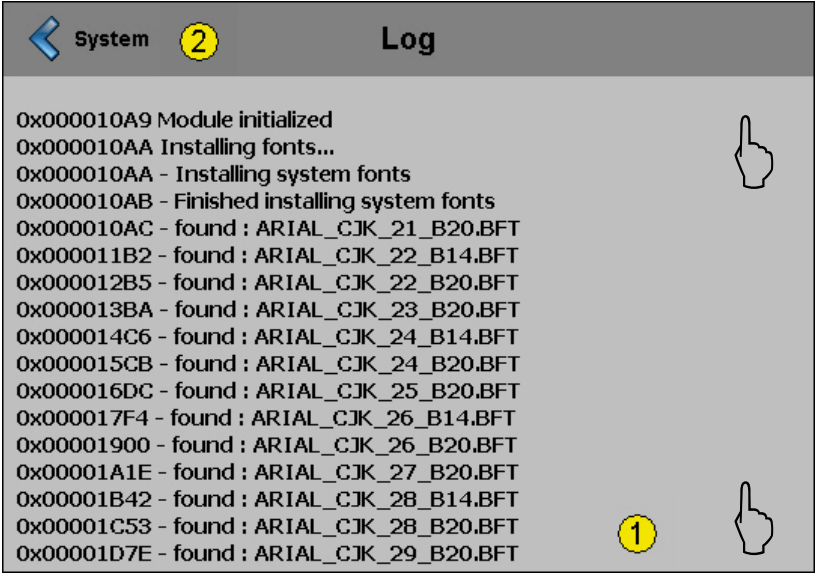 System
2
Log
0x000010A9 Module initialized
0x000010AA Installing fonts...
0x000010AA - Installing system fonts
0x000010AB - Finished installing system fonts
0x000010AC - found : ARIAL_CJK_21_B20.BFT
0x000011B2 - found : ARIAL_CJK_22_B14.BFT
0x000012B5 - found : ARIAL_CJK_22_B20.BFT
0x000013BA - found : ARIAL_CJK_23_B20.BFT
0x000014C6 - found : ARIAL_CJK_24_B14.BFT
0x000015CB - found : ARIAL_CJK_24_B20.BFT
0x000016DC - found : ARIAL_CJK_25_B20.BFT
0x000017F4 - found : ARIAL_CJK_26_B14.BFT
0x00001900 - found : ARIAL_CJK_26_B20.BFT
0x00001A1E - found : ARIAL_CJK_27_B20.BFT
0x00001B42 - found : ARIAL_CJK_28_B14.BFT
0x00001C53 - found : ARIAL_CJK_28_B20.BFT
1
0x00001D7E - found : ARIAL_CJK_29_B20.BFT